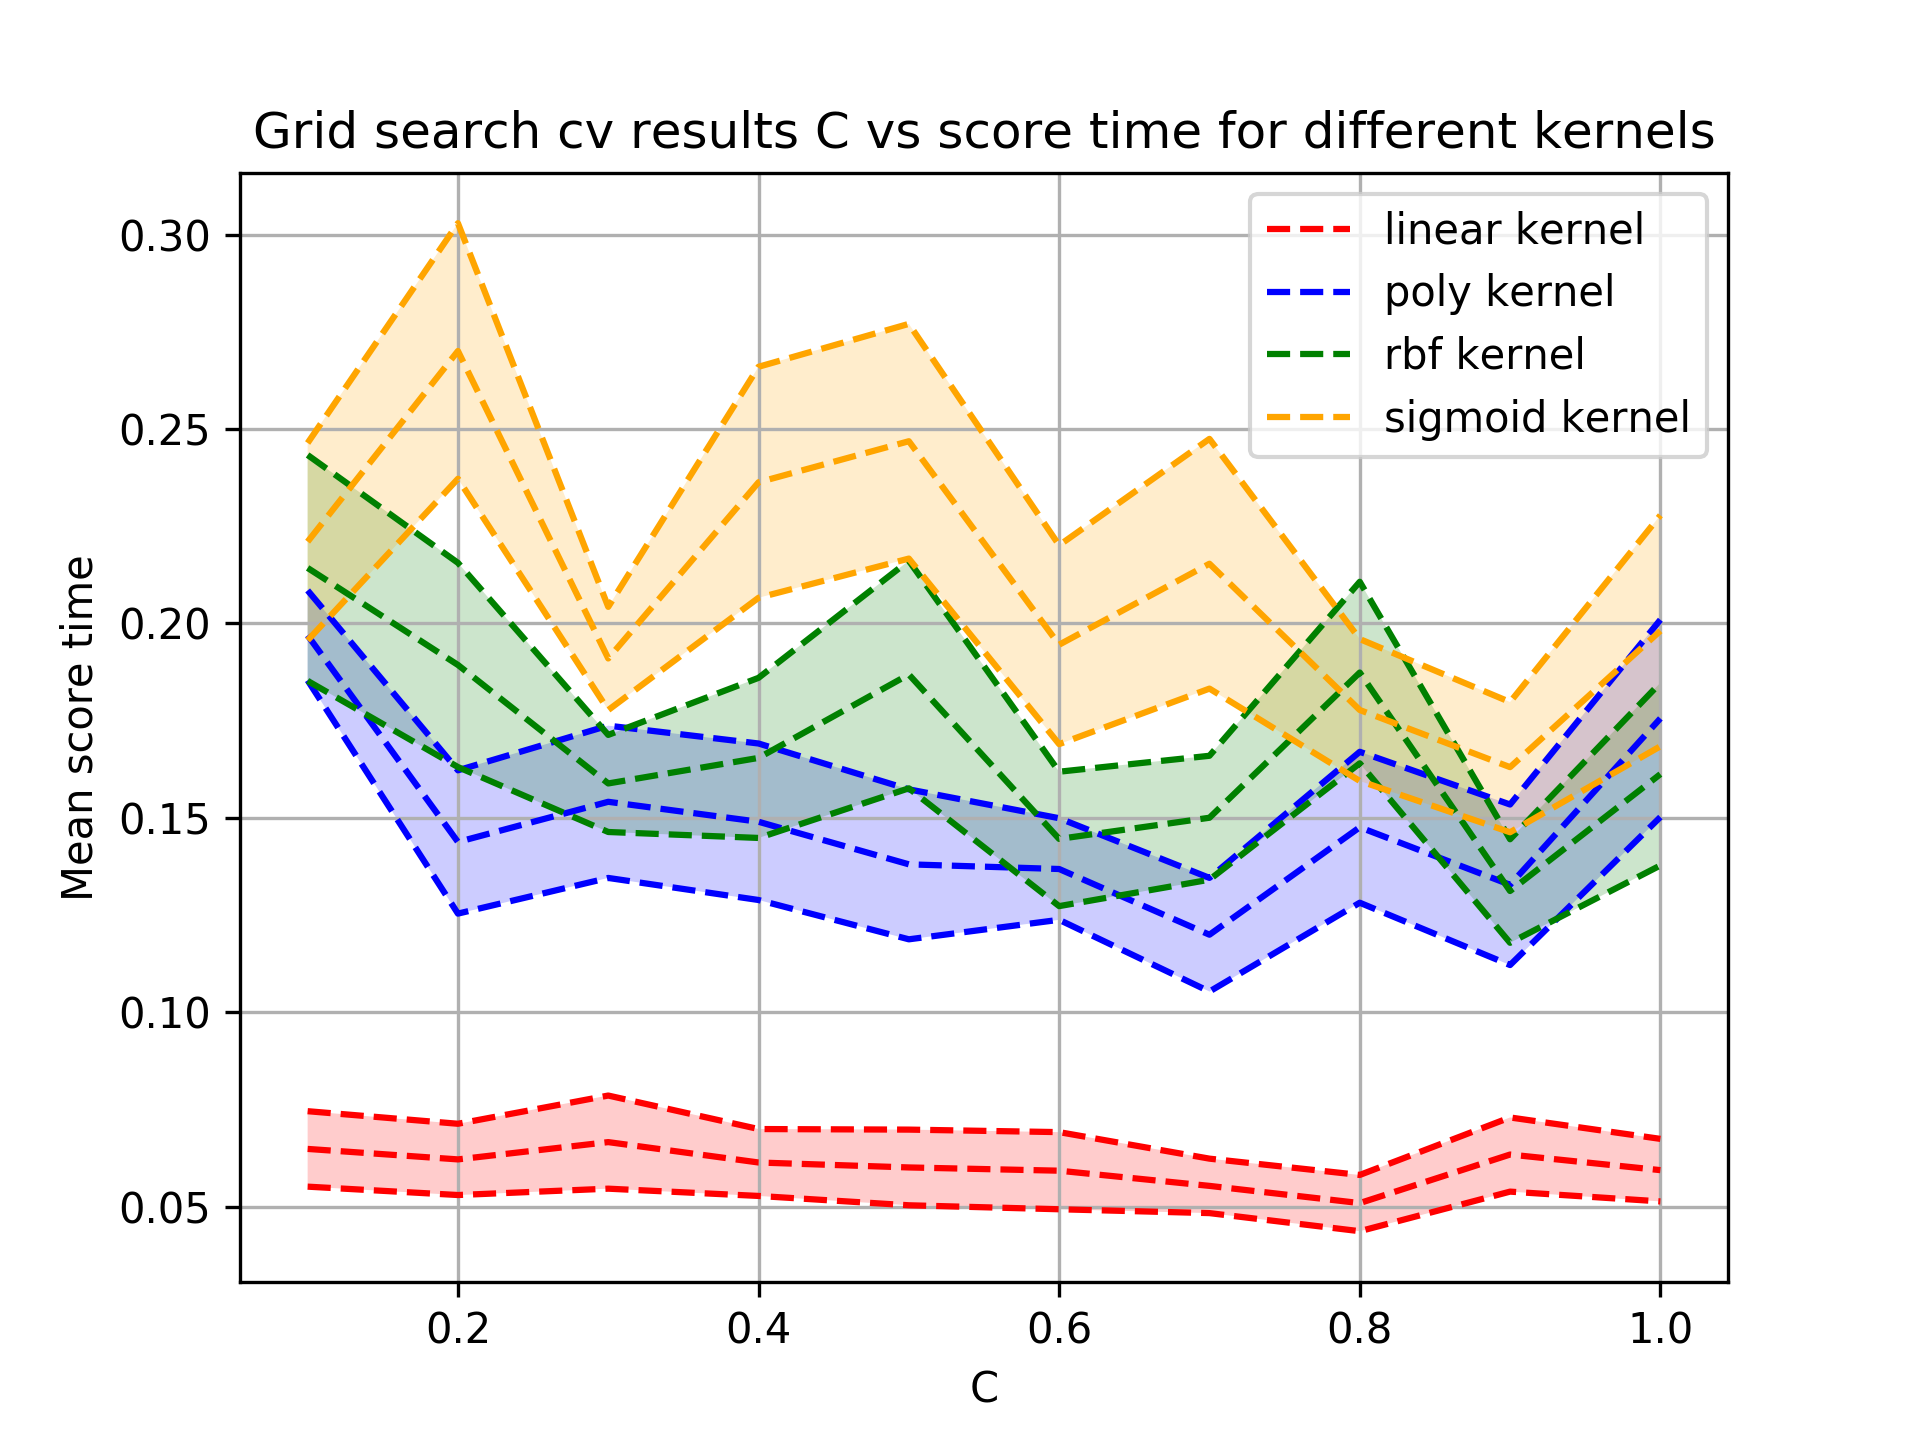 Grid search cv results C vs score time for different kernels
linear kernel
poly kernel
rbf kernel
sigmoid kernel
0.30
0.25
0.20
0.15
0.10
0.05
Mean score time
0.2 0.4 0.6 0.8 1.0
C